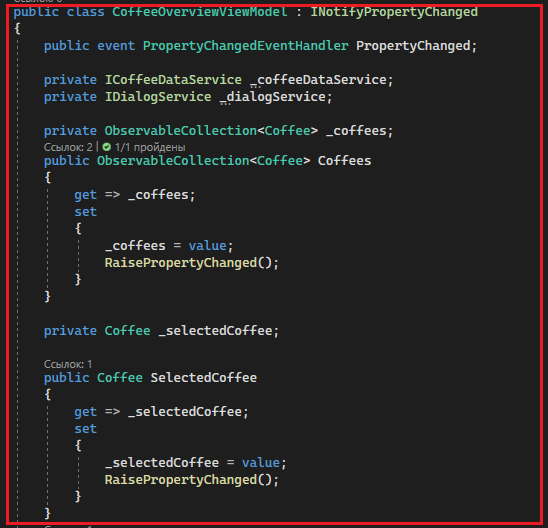 public class CoffeeOverviewViewModel : INotifyPropertyChanged
{
public event PropertyChangedEventHandler PropertyChanged;
private ICoffeeDataService _coffeeDataService;
private IDialogService _dialogService;
private ObservableCollection<Coffee> _coffees;
Ссылок: 2 | 1/1 пройдены
public ObservableCollection<Coffee> Coffees
{
get => _coffees;
set
{
_coffees = value;
RaisePropertyChanged();
}
}
private Coffee _selectedCoffee;
Ссылок: 1
public Coffee SelectedCoffee
{
get => _selectedCoffee;
set
{
_selectedCoffee = value;
RaisePropertyChanged();
}
}